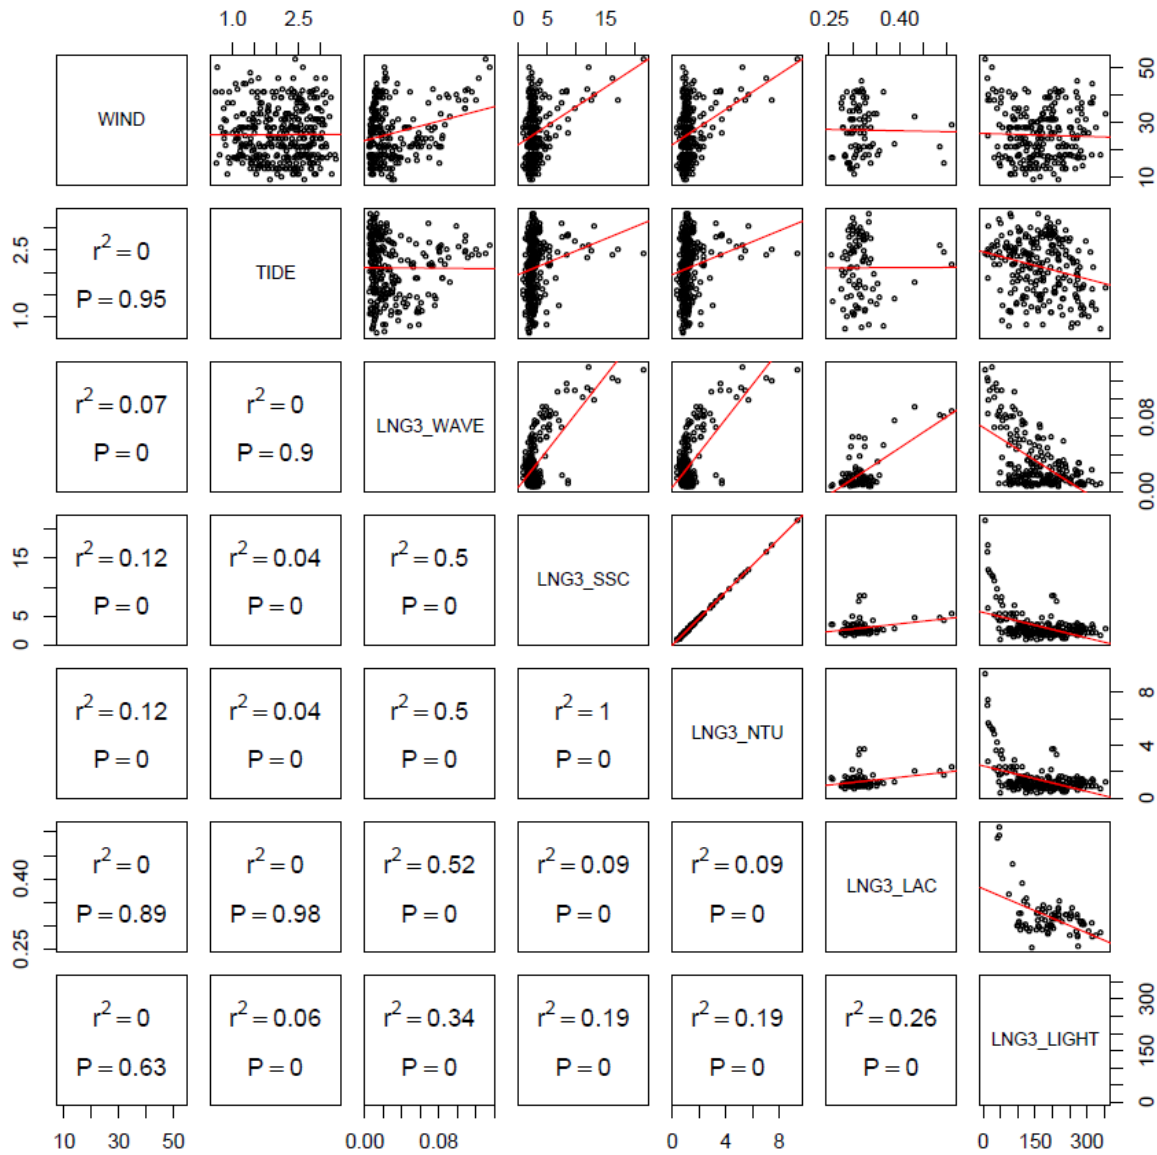 1.0 2.5 0 5 15 0.25 0.40
WIND 10 30 50
1.0 2.5 r² = 0 TIDE
P = 0.95
r² = 0.07 r² = 0 LNG3_WAVE 0.00 0.08
P = 0 P = 0.9
0 5 15 r² = 0.12 r² = 0.04 r² = 0.5 LNG3_SSC
P = 0 P = 0 P = 0
r² = 0.12 r² = 0.04 r² = 0.5 r² = 1 LNG3_NTU 0 4 8
P = 0 P = 0 P = 0 P = 0
0.25 0.40 r² = 0 r² = 0 r² = 0.52 r² = 0.09 r² = 0.09 LNG3_LAC
P = 0.89 P = 0.98 P = 0 P = 0 P = 0
r² = 0 r² = 0.06 r² = 0.34 r² = 0.19 r² = 0.19 r² = 0.26 LNG3_LIGHT 0 150 300
P = 0.63 P = 0 P = 0 P = 0 P = 0 P = 0
10 30 50 0.00 0.08 0 4 8 0 150 300